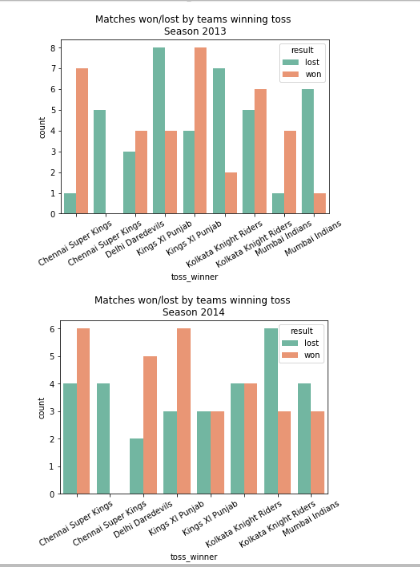 Matches won/lost by teams winning toss
Season 2013
result
lost
won
count
8
7
6
5
4
3
2
1
0
Chennai Super Kings
Chennai Super Kings
Delhi Daredevils
Kings XI Punjab
Kings XI Punjab
Kolkata Knight Riders
Kolkata Knight Riders
Mumbai Indians
Mumbai Indians
toss_winner
Matches won/lost by teams winning toss
Season 2014
result
lost
won
count
6
5
4
3
2
1
0
Chennai Super Kings
Chennai Super Kings
Delhi Daredevils
Kings XI Punjab
Kings XI Punjab
Kolkata Knight Riders
Kolkata Knight Riders
Mumbai Indians
toss_winner